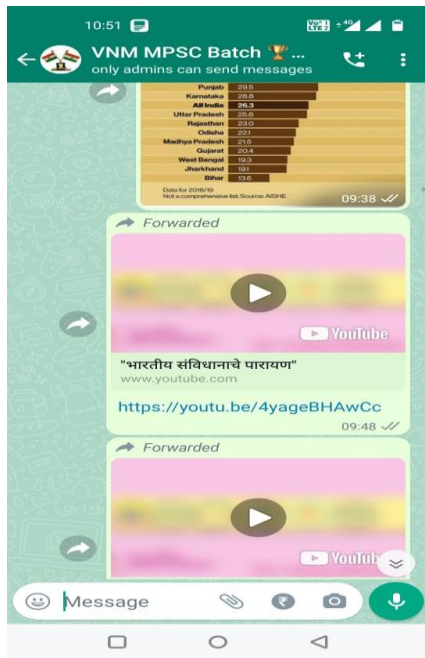 10:51
VNM MPSC Batch 🏆...
only admins can send messages
Punjab 29.5
Karnataka 28.8
All India 26.3
Uttar Pradesh 25.8
Rajasthan 23.0
Odisha 22.1
Madhya Pradesh 21.5
Gujarat 20.4
West Bengal 19.3
Jharkhand 19.1
Bihar 13.6
Data for 2018/19
Not a comprehensive list; Source: AISHE
09:38
Forwarded
YouTube
"भारतीय संविधानाचे पारायण"
www.youtube.com
https://youtu.be/4yageBHAwCc
09:48
Forwarded
YouTub
Message